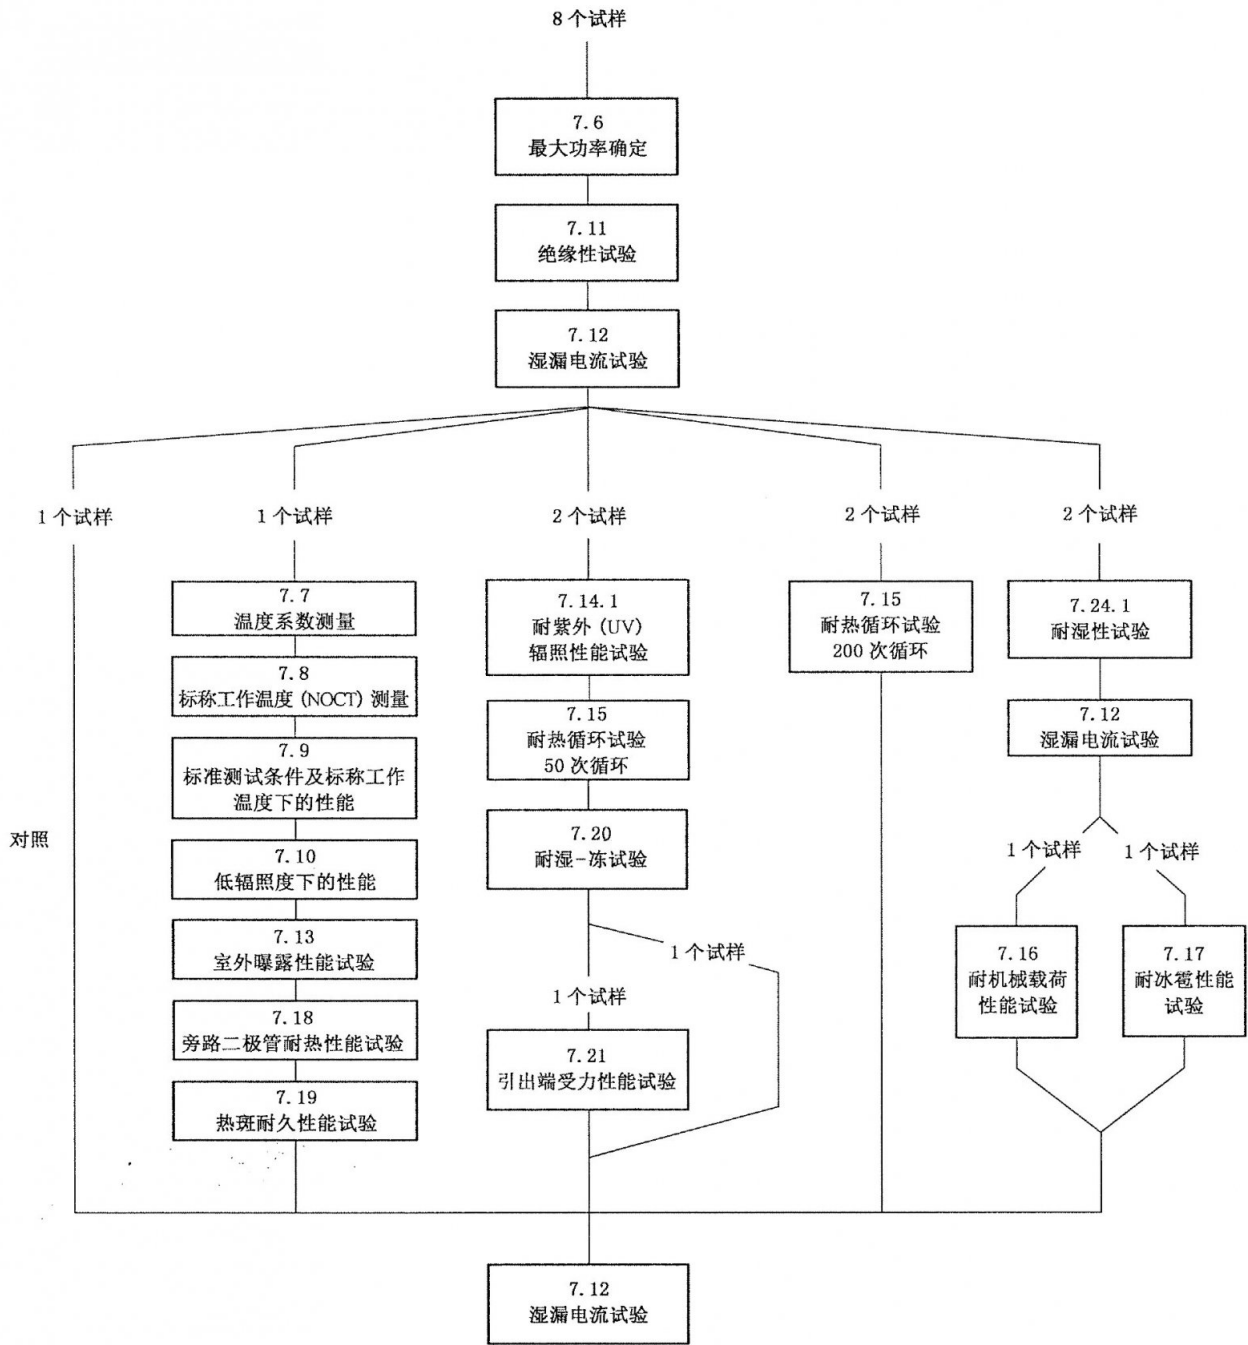 8 个试样
7.6
最大功率确定
7.11
绝缘性试验
7.12
湿漏电流试验
1 个试样
1 个试样
2 个试样
2 个试样
2 个试样
对照
7.7
温度系数测量
7.8
标称工作温度 (NOCT) 测量
7.9
标准测试条件及标称工作
温度下的性能
7.10
低辐照度下的性能
7.13
室外曝露性能试验
7.18
旁路二极管耐热性能试验
7.19
热斑耐久性能试验
7.14.1
耐紫外 (UV)
辐照性能试验
7.15
耐热循环试验
50 次循环
7.20
耐湿-冻试验
1 个试样
1 个试样
7.21
引出端受力性能试验
7.15
耐热循环试验
200 次循环
7.24.1
耐湿性试验
7.12
湿漏电流试验
1 个试样
1 个试样
7.16
耐机械载荷
性能试验
7.17
耐冰雹性能
试验
7.12
湿漏电流试验